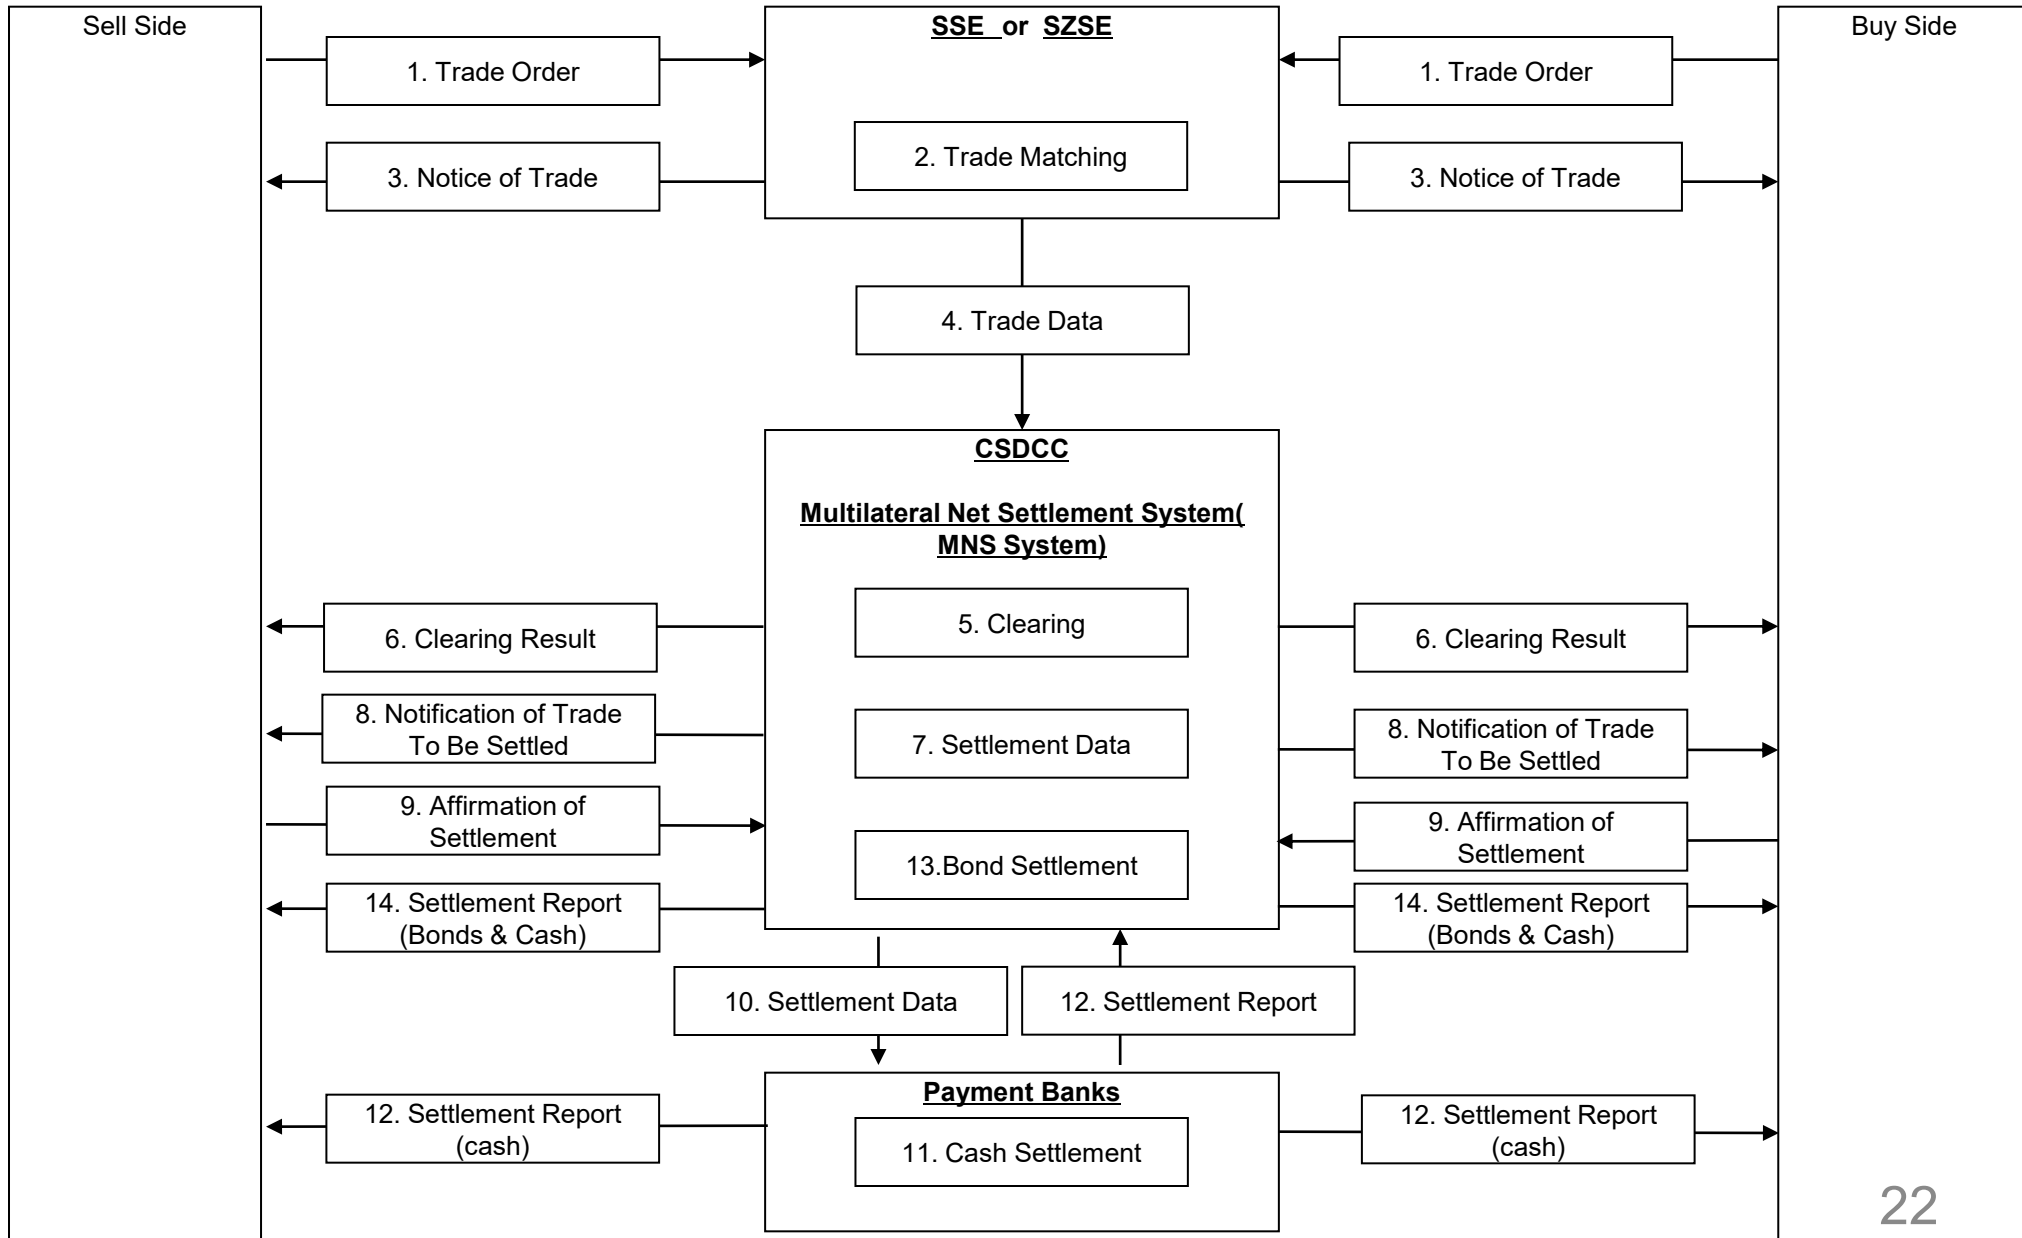 Sell Side
SSE or SZSE
Buy Side
1. Trade Order
1. Trade Order
2. Trade Matching
3. Notice of Trade
3. Notice of Trade
4. Trade Data
CSDCC
Multilateral Net Settlement System(
MNS System)
5. Clearing
6. Clearing Result
6. Clearing Result
8. Notification of Trade
To Be Settled
7. Settlement Data
8. Notification of Trade
To Be Settled
9. Affirmation of
Settlement
9. Affirmation of
Settlement
13.Bond Settlement
14. Settlement Report
(Bonds & Cash)
14. Settlement Report
(Bonds & Cash)
10. Settlement Data
12. Settlement Report
Payment Banks
12. Settlement Report
(cash)
11. Cash Settlement
12. Settlement Report
(cash)
22